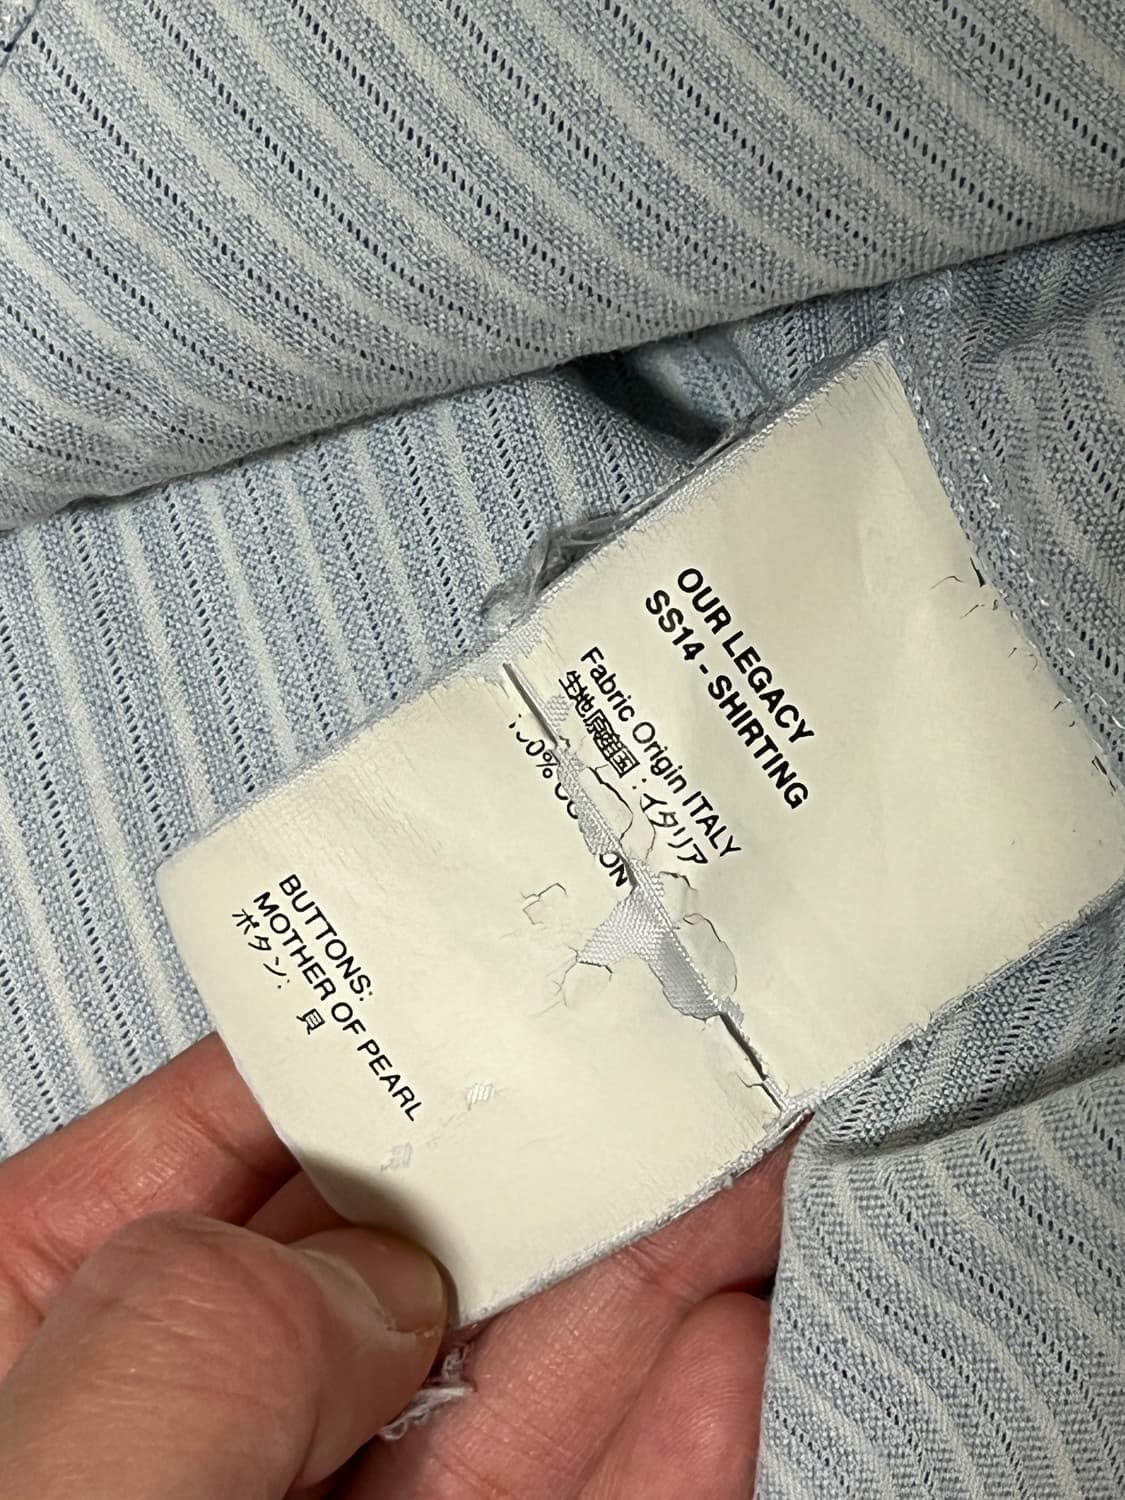 OUR LEGACY
SS14 - SHIRTING
Fabric Origin ITALY
生地原産国 : イタリア
BUTTONS:
MOTHER OF PEARL
ボタン: 貝